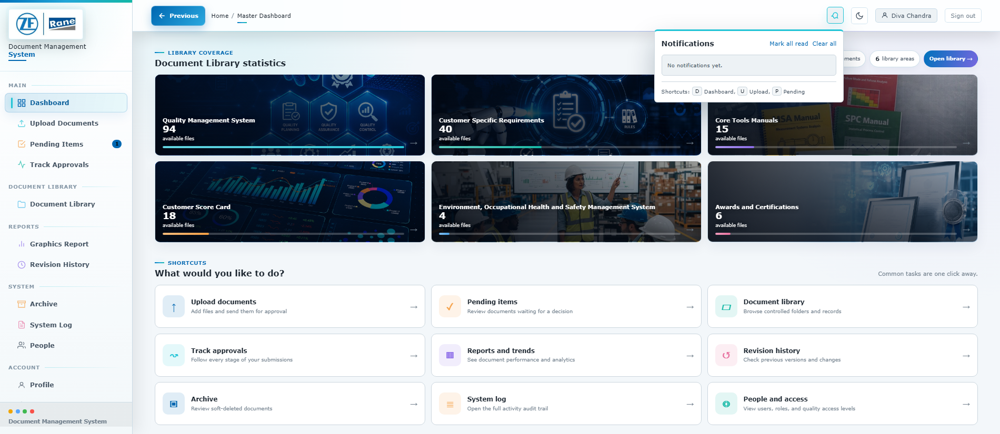 ZF Rane
Document Management
System
MAIN
Dashboard
Upload Documents
Pending Items 1
Track Approvals
DOCUMENT LIBRARY
Document Library
REPORTS
Graphics Report
Revision History
SYSTEM
Archive
System Log
People
ACCOUNT
Profile
Document Management System
← Previous
Home / Master Dashboard
Diva Chandra
Sign out
Notifications
Mark all read Clear all
No notifications yet.
Shortcuts: D Dashboard, U Upload, P Pending
LIBRARY COVERAGE
Document Library statistics
6 library areas
Open library →
QUALITY PLANNING
QUALITY ASSURANCE
QUALITY CONTROL
Quality Management System
94
available files
RULES
Customer Specific Requirements
40
available files
MSA Manual
Measurement Systems Analysis
SPC Manual
Statistical Process Control
Core Tools Manuals
15
available files
Customer Score Card
18
available files
Environment, Occupational Health and Safety Management System
4
available files
Awards and Certifications
6
available files
SHORTCUTS
What would you like to do?
Common tasks are one click away.
Upload documents
Add files and send them for approval
Pending items
Review documents waiting for a decision
Document library
Browse controlled folders and records
Track approvals
Follow every stage of your submissions
Reports and trends
See document performance and analytics
Revision history
Check previous versions and changes
Archive
Review soft-deleted documents
System log
Open the full activity audit trail
People and access
View users, roles, and quality access levels